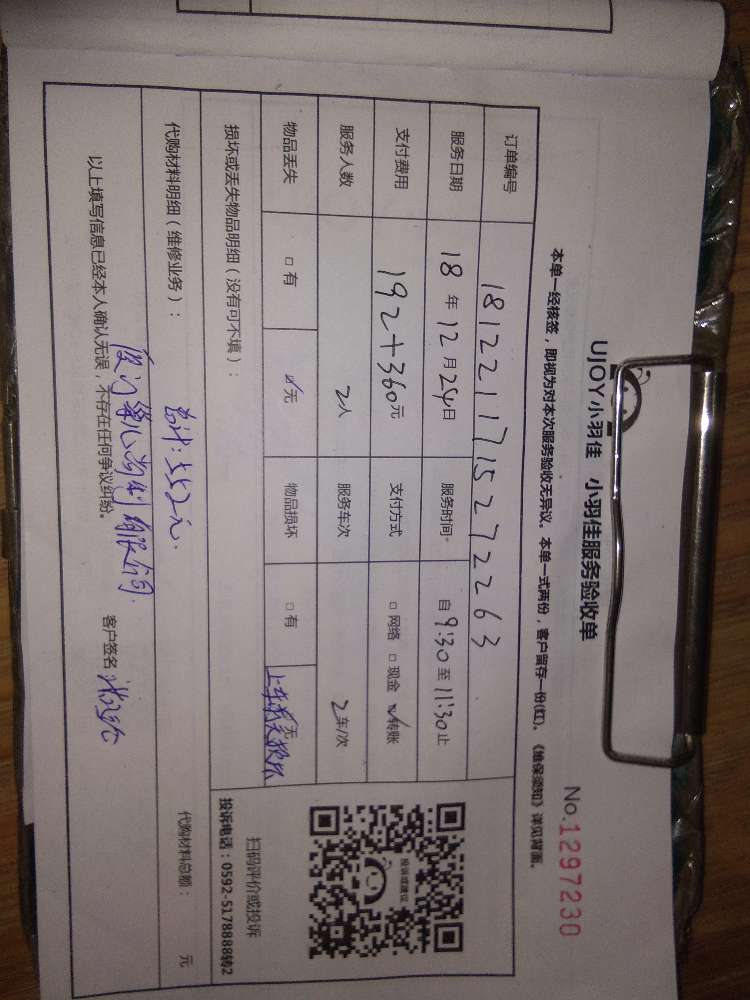 UJOY小羽佳 小羽佳服务验收单
No.1297230
本单一经核签，即视为对本次服务验收无异议。本单一式两份，客户留存一份(红)。《维保须知》详见背面。
订单编号 18122117152722263
服务日期 18年12月24日 服务时间 自9:30至11:30止
支付费用 192+360元 支付方式 □网络 □现金 ☑转账
服务人数 2人 服务车次 2车/次
物品丢失 □有 ☑无 物品损坏 □有 无
损坏或丢失物品明细（没有可不填）：
投诉或建议
扫码评价或投诉
投诉电话：0592-5178888转2
代购材料明细（维修业务）： 总计：552元. 代购材料总额： 元
以上填写信息已经本人确认无误，不存在任何争议纠纷。 客户签名